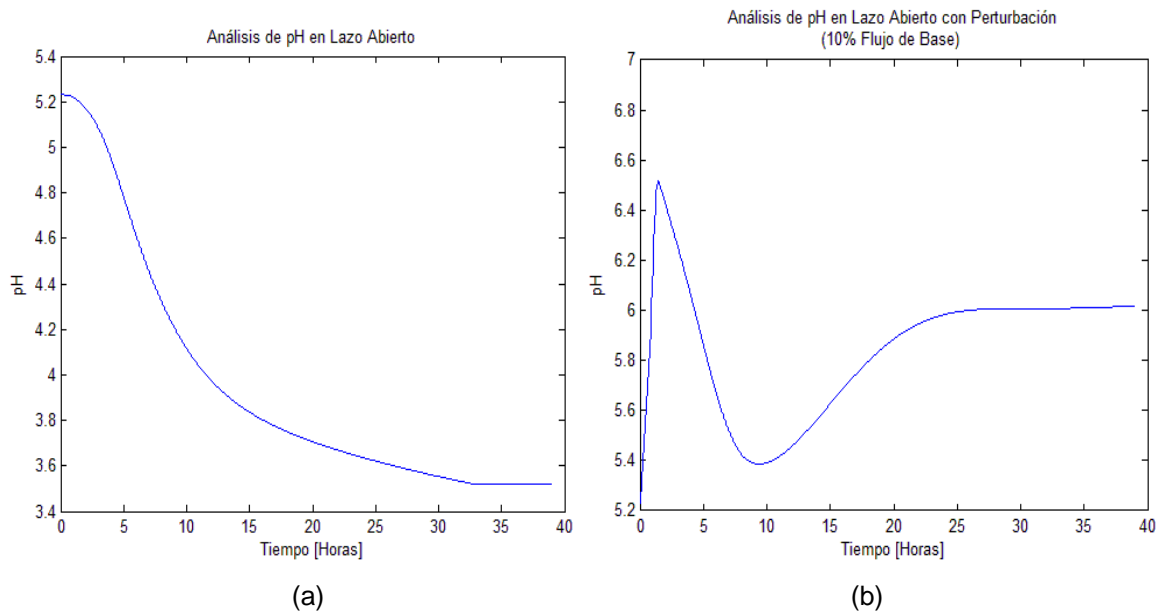 Análisis de pH en Lazo Abierto
5.4
5.2
5
4.8
4.6
4.4
4.2
4
3.8
3.6
3.4
pH
0 5 10 15 20 25 30 35 40
Tiempo [Horas]
(a)
Análisis de pH en Lazo Abierto con Perturbación
(10% Flujo de Base)
7
6.8
6.6
6.4
6.2
6
5.8
5.6
5.4
5.2
pH
0 5 10 15 20 25 30 35 40
Tiempo [Horas]
(b)